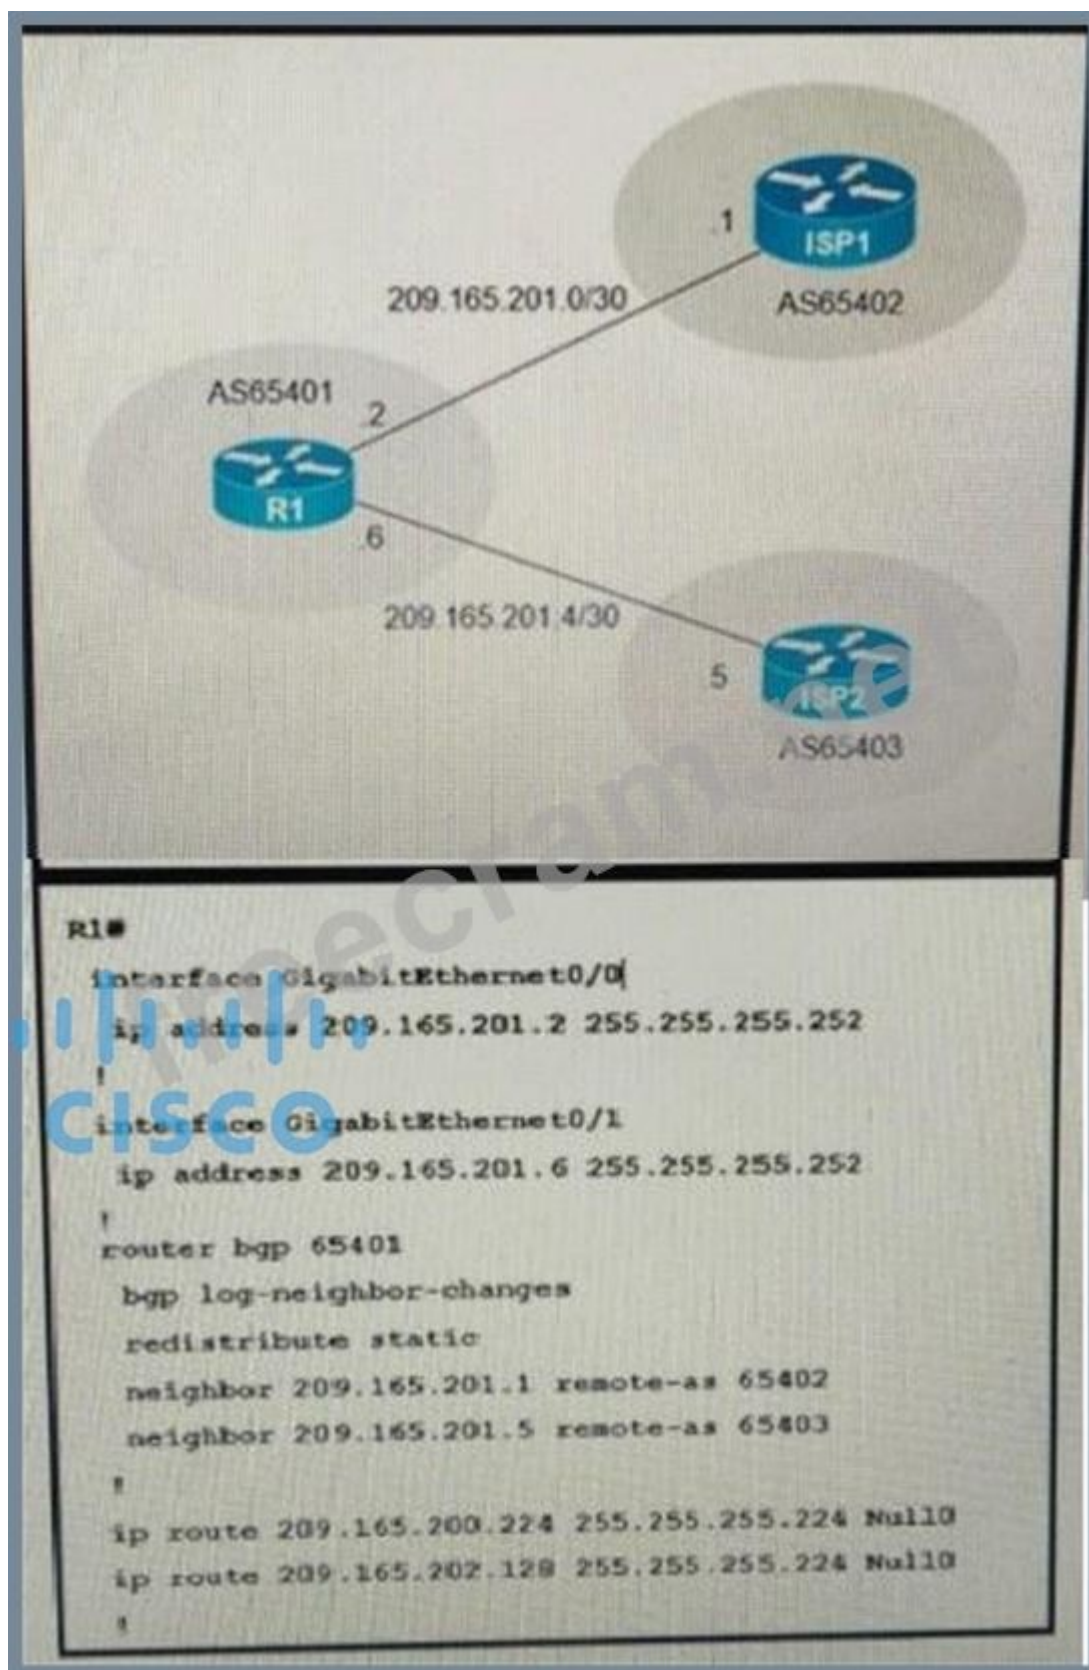 .1
ISP1
209.165.201.0/30
AS65402
AS65401
.2
R1
.6
209.165.201.4/30
.5
ISP2
AS65403
R1#
interface GigabitEthernet0/0
ip address 209.165.201.2 255.255.255.252
!
CISCO
interface GigabitEthernet0/1
ip address 209.165.201.6 255.255.255.252
!
router bgp 65401
bgp log-neighbor-changes
redistribute static
neighbor 209.165.201.1 remote-as 65402
neighbor 209.165.201.5 remote-as 65403
!
ip route 209.165.200.224 255.255.255.224 Null0
ip route 209.165.202.128 255.255.255.224 Null0
!